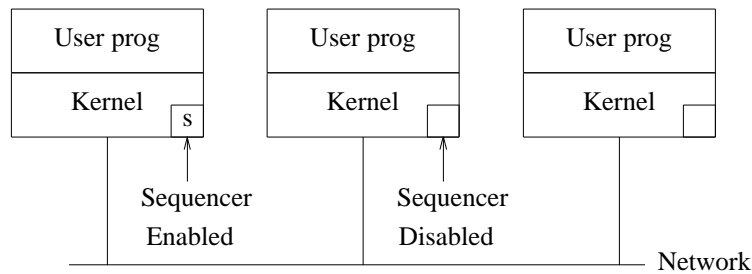 User prog
User prog
User prog
Kernel
Kernel
Kernel
s
Sequencer
Enabled
Sequencer
Disabled
Network